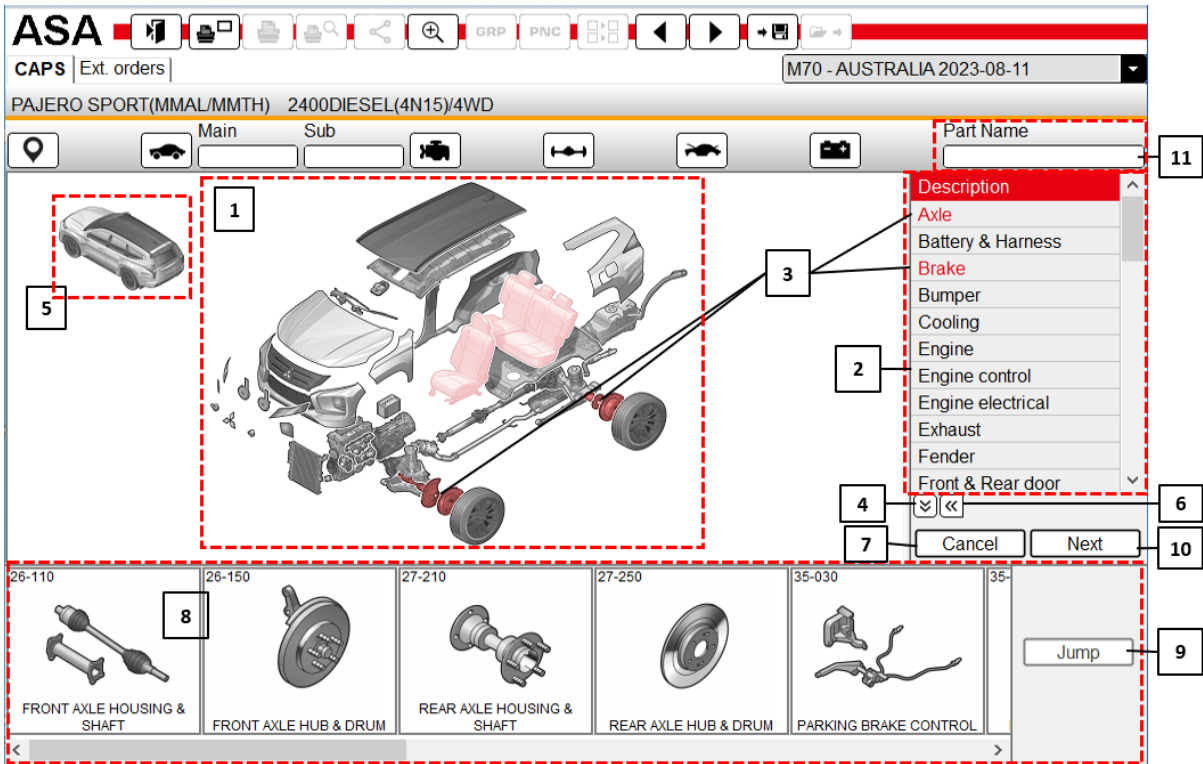 ASA
GRP
PNC
CAPS
Ext. orders
M70 - AUSTRALIA 2023-08-11
PAJERO SPORT(MMAL/MMTH) 2400DIESEL(4N15)/4WD
Main
Sub
Part Name
11
1
5
3
Description
Axle
Battery & Harness
Brake
Bumper
Cooling
Engine
Engine control
Engine electrical
Exhaust
Fender
Front & Rear door
2
4
6
7
Cancel
Next
10
26-110
FRONT AXLE HOUSING &
SHAFT
8
26-150
FRONT AXLE HUB & DRUM
27-210
REAR AXLE HOUSING &
SHAFT
27-250
REAR AXLE HUB & DRUM
35-030
PARKING BRAKE CONTROL
35-
Jump
9